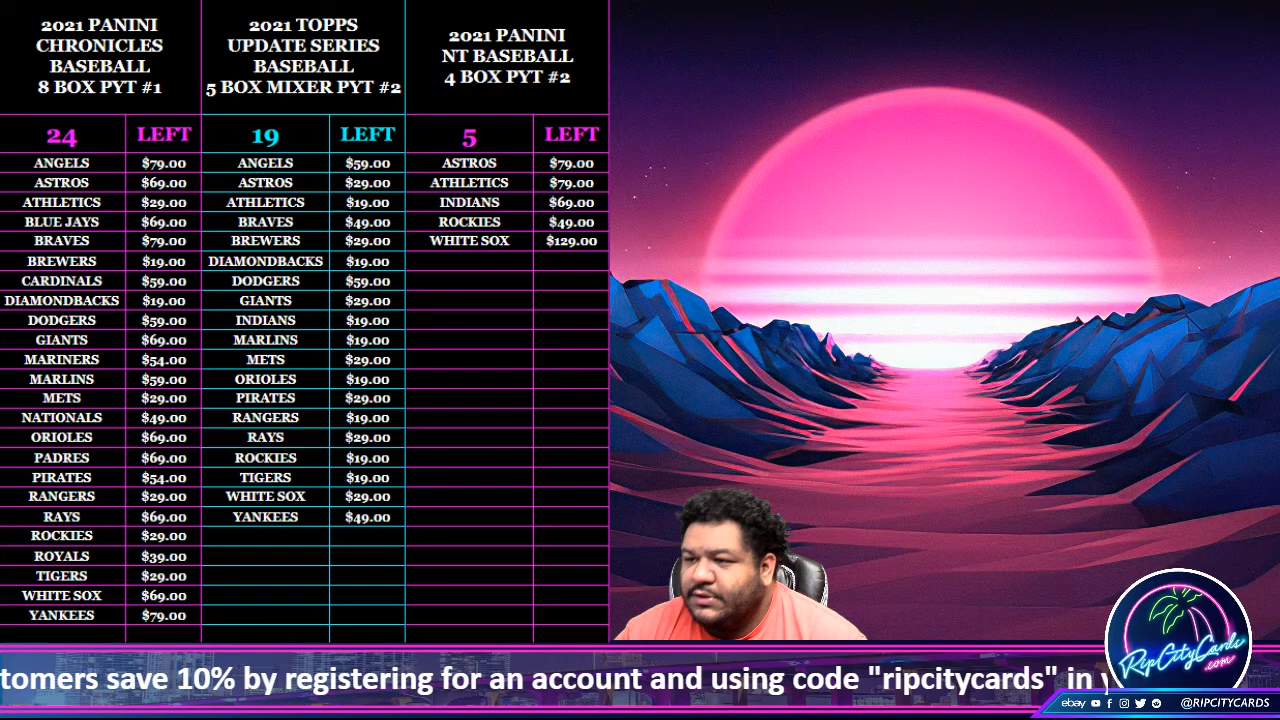 2021 PANINI
CHRONICLES
BASEBALL
8 BOX PYT #1
24 LEFT
ANGELS $79.00
ASTROS $69.00
ATHLETICS $29.00
BLUE JAYS $69.00
BRAVES $79.00
BREWERS $19.00
CARDINALS $59.00
DIAMONDBACKS $19.00
DODGERS $59.00
GIANTS $69.00
MARINERS $54.00
MARLINS $59.00
METS $29.00
NATIONALS $49.00
ORIOLES $69.00
PADRES $69.00
PIRATES $54.00
RANGERS $29.00
RAYS $69.00
ROCKIES $29.00
ROYALS $39.00
TIGERS $29.00
WHITE SOX $69.00
YANKEES $79.00
2021 TOPPS
UPDATE SERIES
BASEBALL
5 BOX MIXER PYT #2
19 LEFT
ANGELS $59.00
ASTROS $29.00
ATHLETICS $19.00
BRAVES $49.00
BREWERS $29.00
DIAMONDBACKS $19.00
DODGERS $59.00
GIANTS $29.00
INDIANS $19.00
MARLINS $19.00
METS $29.00
ORIOLES $19.00
PIRATES $29.00
RANGERS $19.00
RAYS $29.00
ROCKIES $19.00
TIGERS $19.00
WHITE SOX $29.00
YANKEES $49.00
2021 PANINI
NT BASEBALL
4 BOX PYT #2
5 LEFT
ASTROS $79.00
ATHLETICS $79.00
INDIANS $69.00
ROCKIES $49.00
WHITE SOX $129.00
tomers save 10% by registering for an account and using code "ripcitycards" in
RipCityCards
.com
ebay @RIPCITYCARDS